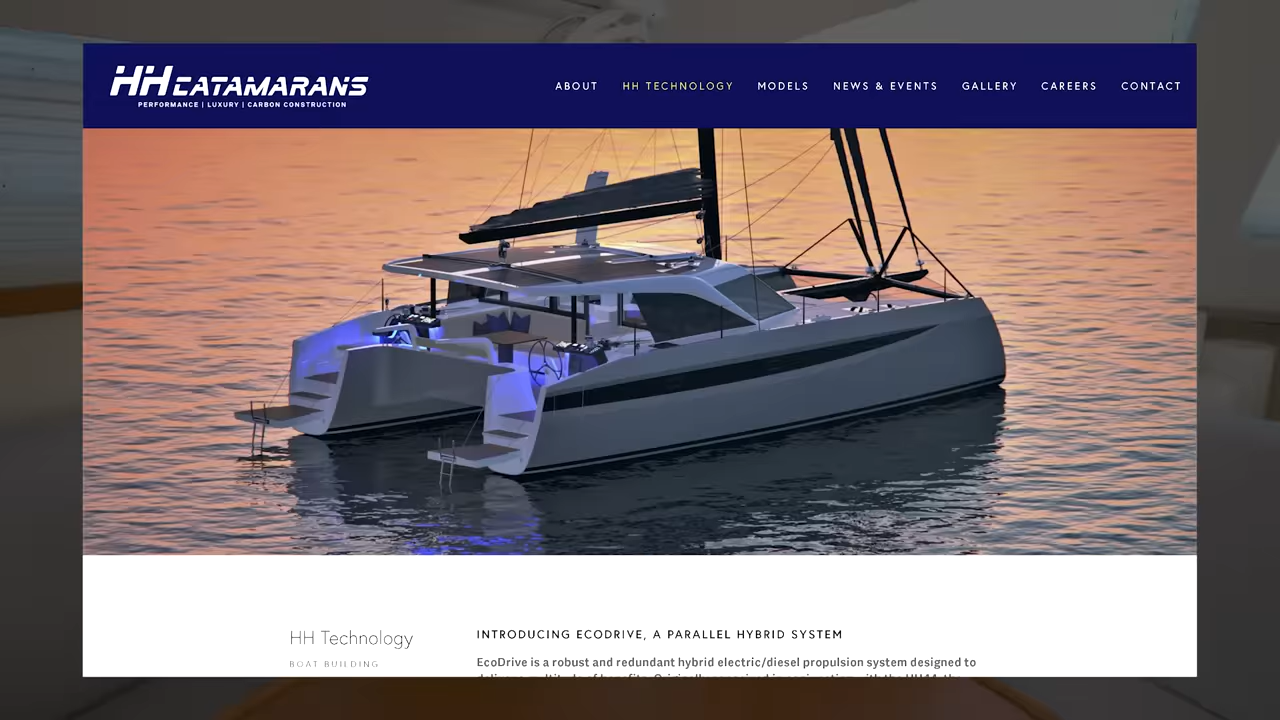 HH CATAMARANS
PERFORMANCE | LUXURY | CARBON CONSTRUCTION
ABOUT HH TECHNOLOGY MODELS NEWS & EVENTS GALLERY CAREERS CONTACT
HH Technology
BOAT BUILDING
INTRODUCING ECODRIVE, A PARALLEL HYBRID SYSTEM
EcoDrive is a robust and redundant hybrid electric/diesel propulsion system designed to